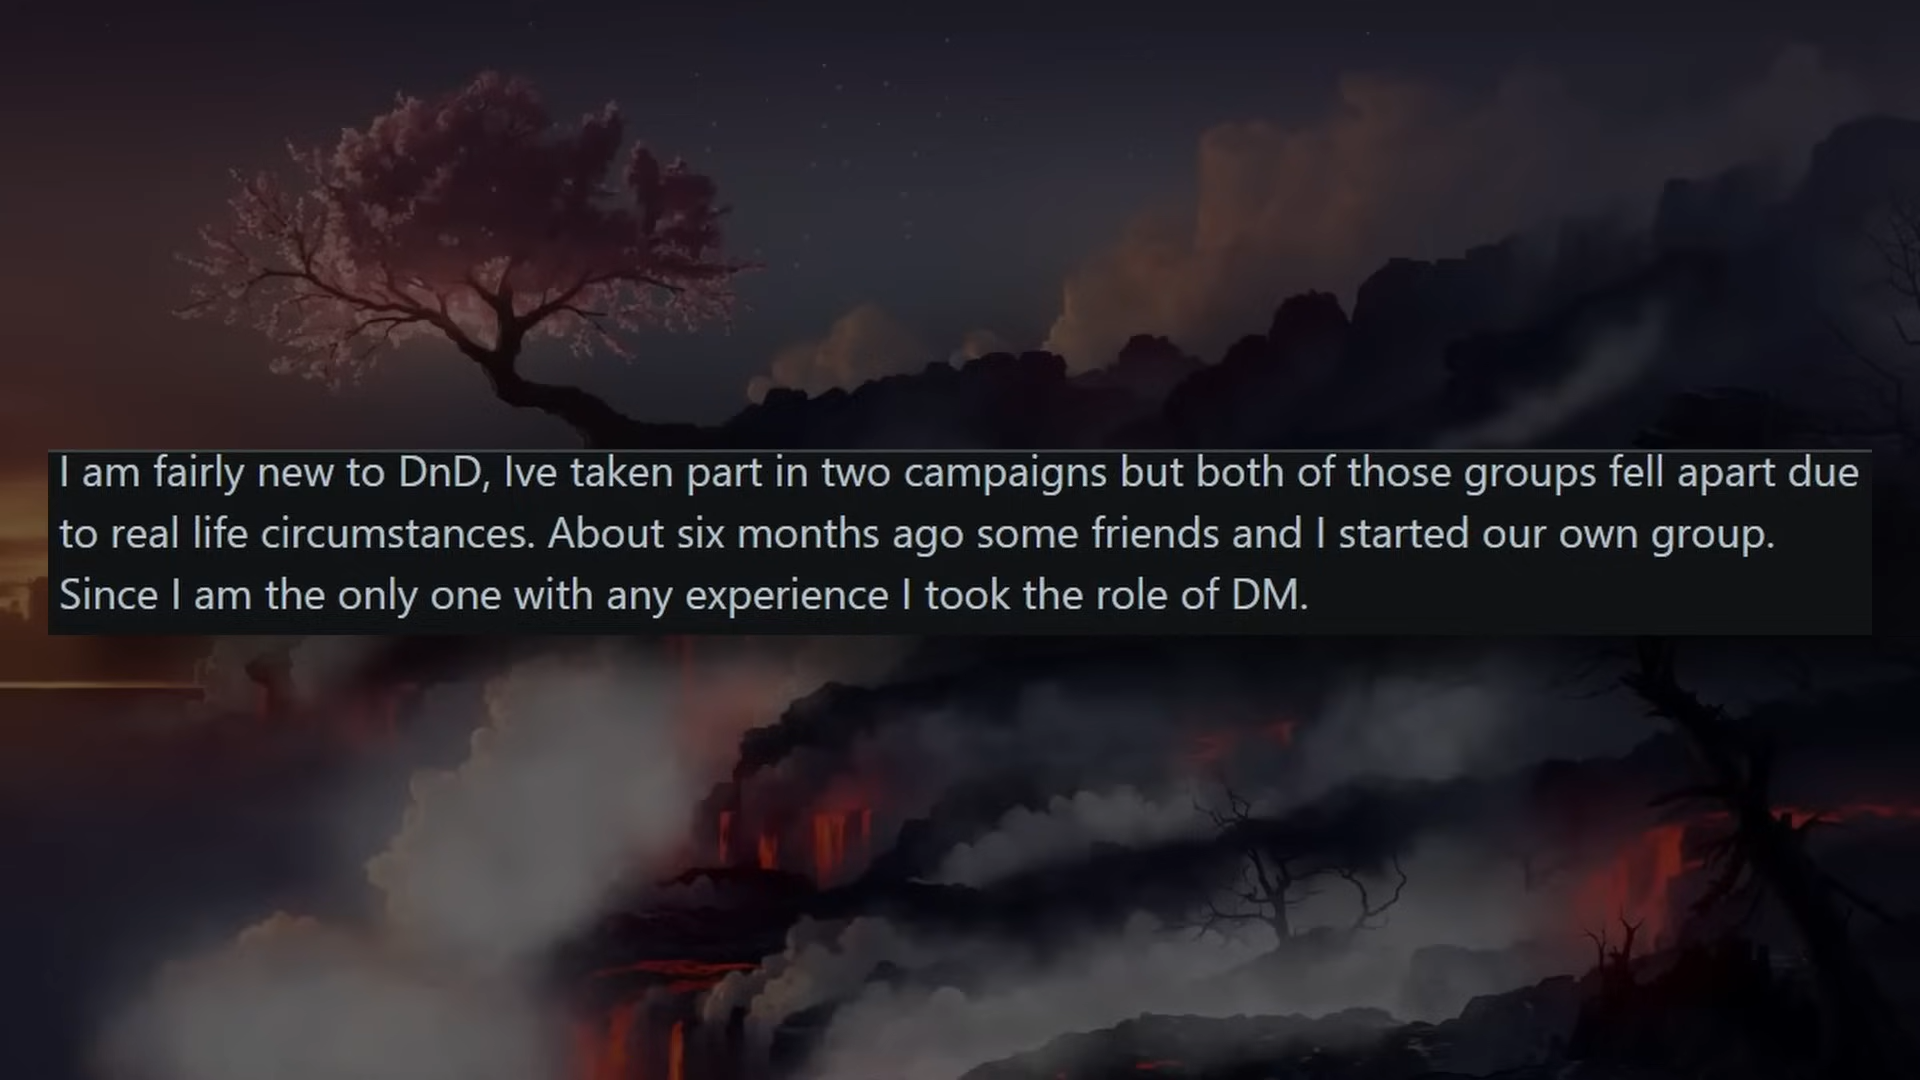 I am fairly new to DnD, Ive taken part in two campaigns but both of those groups fell apart due
to real life circumstances. About six months ago some friends and I started our own group.
Since I am the only one with any experience I took the role of DM.